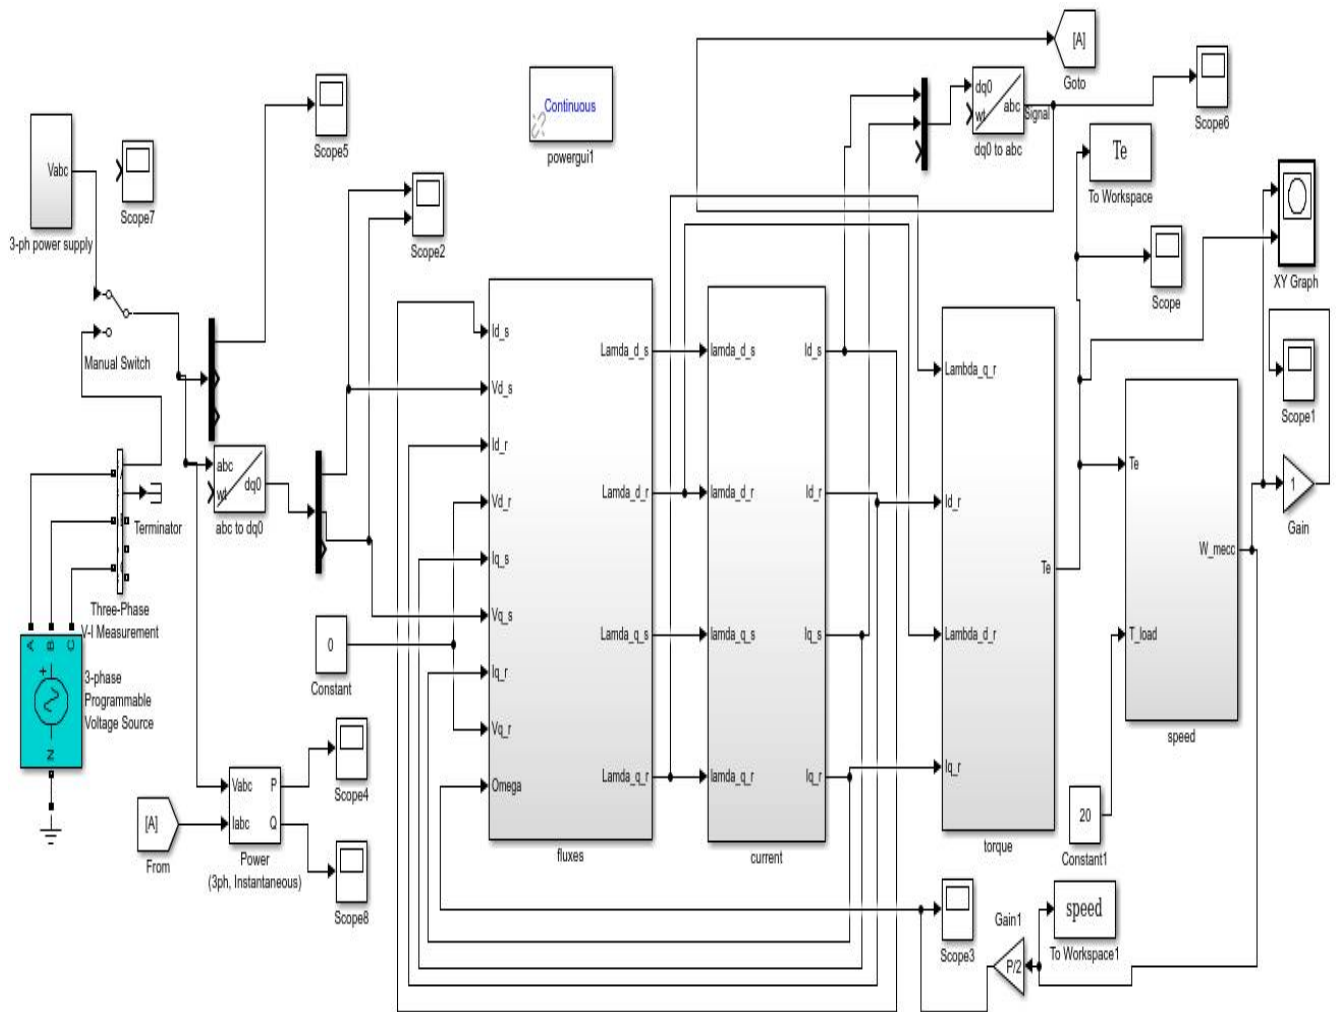 [A]
Goto
Scope5
Continuous
powergui1
dq0
wt
abc
Signal
dq0 to abc
Scope6
Te
To Workspace
Vabc
3-ph power supply
Scope7
Scope2
Scope
XY Graph
Manual Switch
Scope1
abc
wt
dq0
abc to dq0
Terminator
Three-Phase
V-I Measurement
A
B
C
N
3-phase
Programmable
Voltage Source
0
Constant
Id_s
Vd_s
Id_r
Vd_r
Iq_s
Vq_s
Iq_r
Vq_r
Omega
Lamda_d_s
Lamda_d_r
Lamda_q_s
Lamda_q_r
fluxes
lamda_d_s
lamda_d_r
lamda_q_s
lamda_q_r
Id_s
Id_r
Iq_s
Iq_r
current
Lambda_q_r
Id_r
Lambda_d_r
Iq_r
Te
torque
Te
T_load
W_mecc
speed
1
Gain
20
Constant1
Scope4
Scope8
[A]
From
Vabc
Iabc
P
Q
Power
(3ph, Instantaneous)
Scope3
Gain1
P/2
speed
To Workspace1